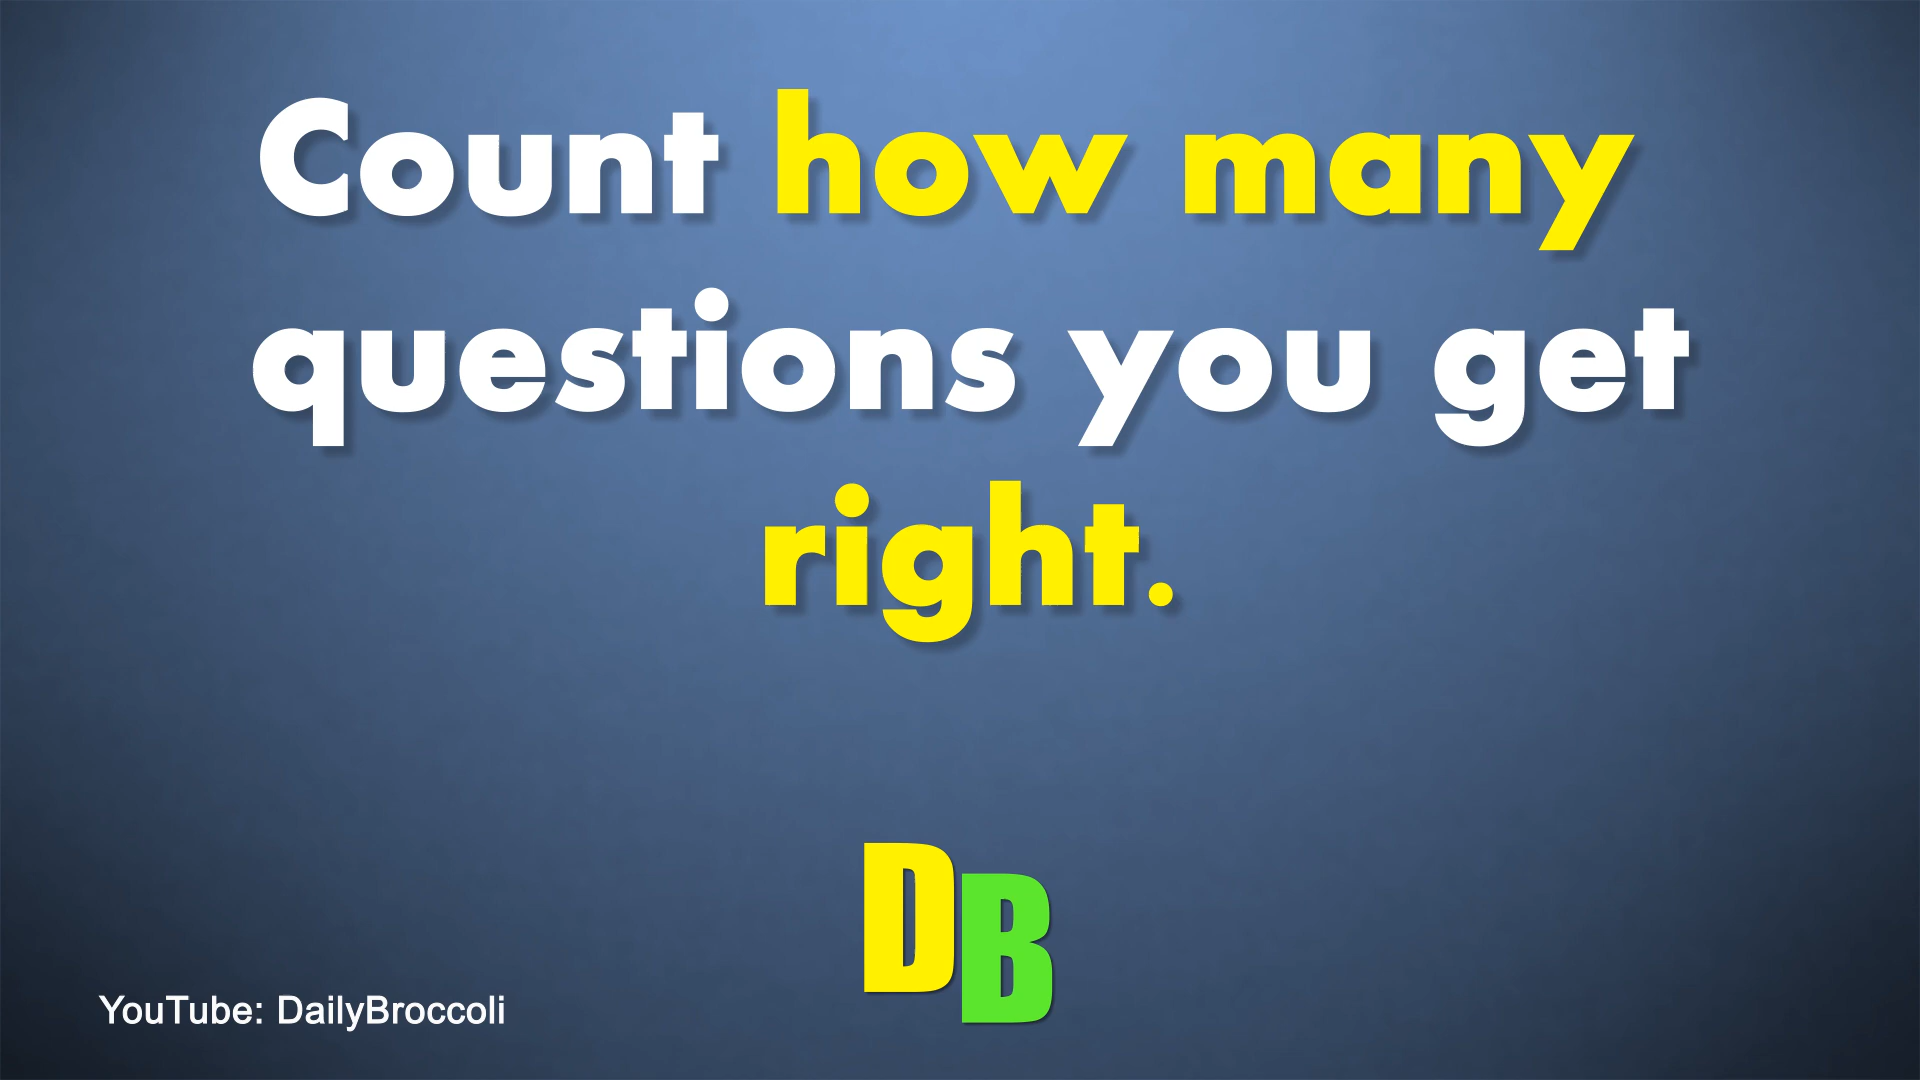 Count how many
questions you get
right.
DB
YouTube: DailyBroccoli